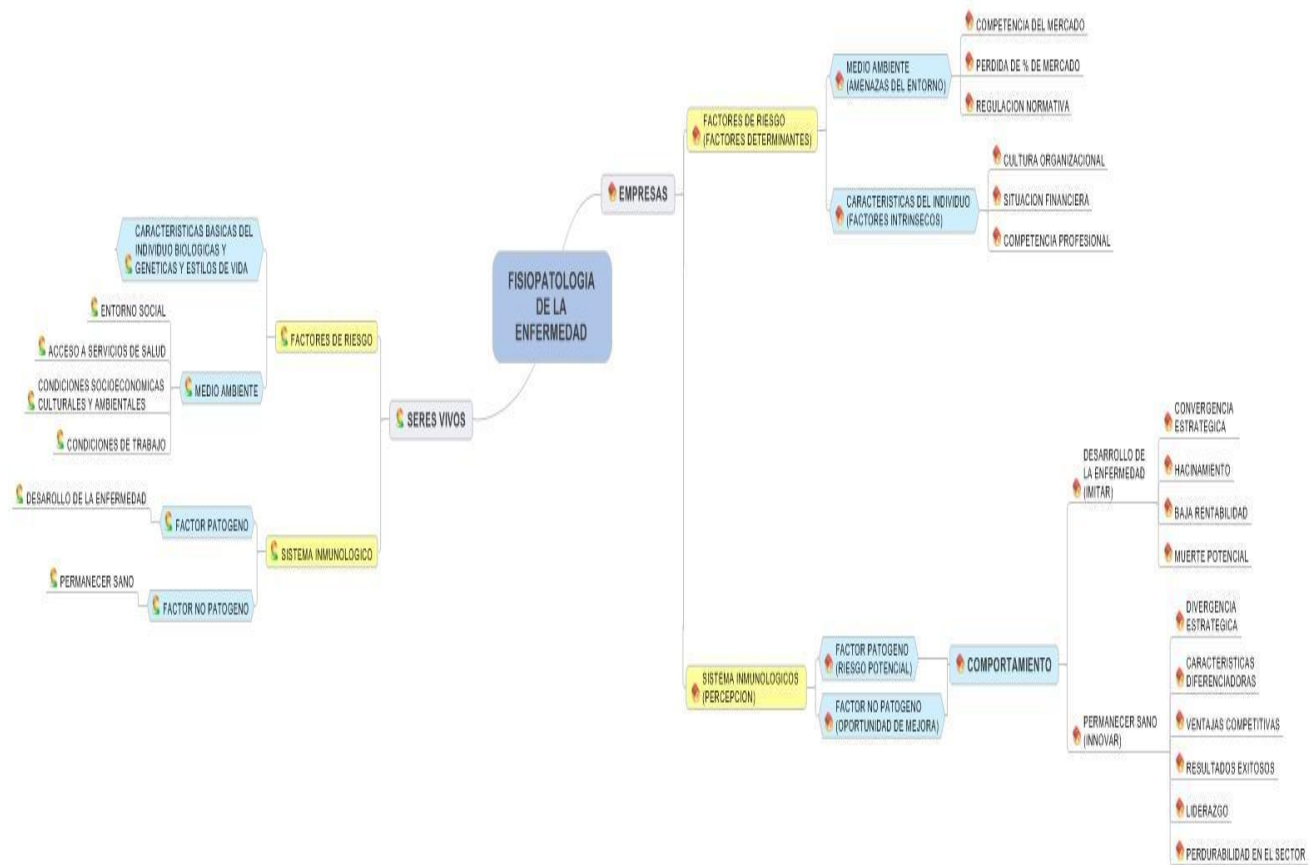 FISIOPATOLOGIA
DE LA
ENFERMEDAD
EMPRESAS
FACTORES DE RIESGO
(FACTORES DETERMINANTES)
MEDIO AMBIENTE
(AMENAZAS DEL ENTORNO)
COMPETENCIA DEL MERCADO
PERDIDA DE % DE MERCADO
REGULACION NORMATIVA
CARACTERISTICAS DEL INDIVIDUO
(FACTORES INTRINSECOS)
CULTURA ORGANIZACIONAL
SITUACION FINANCIERA
COMPETENCIA PROFESIONAL
SISTEMA INMUNOLOGICOS
(PERCEPCION)
FACTOR PATOGENO
(RIESGO POTENCIAL)
FACTOR NO PATOGENO
(OPORTUNIDAD DE MEJORA)
COMPORTAMIENTO
DESARROLLO DE
LA ENFERMEDAD
(IMITAR)
CONVERGENCIA
ESTRATEGICA
HACINAMIENTO
BAJA RENTABILIDAD
MUERTE POTENCIAL
PERMANECER SANO
(INNOVAR)
DIVERGENCIA
ESTRATEGICA
CARACTERISTICAS
DIFERENCIADORAS
VENTAJAS COMPETITIVAS
RESULTADOS EXITOSOS
LIDERAZGO
PERDURABILIDAD EN EL SECTOR
SERES VIVOS
FACTORES DE RIESGO
CARACTERISTICAS BASICAS DEL
INDIVIDUO BIOLOGICAS Y
GENETICAS Y ESTILOS DE VIDA
MEDIO AMBIENTE
ENTORNO SOCIAL
ACCESO A SERVICIOS DE SALUD
CONDICIONES SOCIOECONOMICAS
CULTURALES Y AMBIENTALES
CONDICIONES DE TRABAJO
SISTEMA INMUNOLOGICO
FACTOR PATOGENO
DESAROLLO DE LA ENFERMEDAD
FACTOR NO PATOGENO
PERMANECER SANO